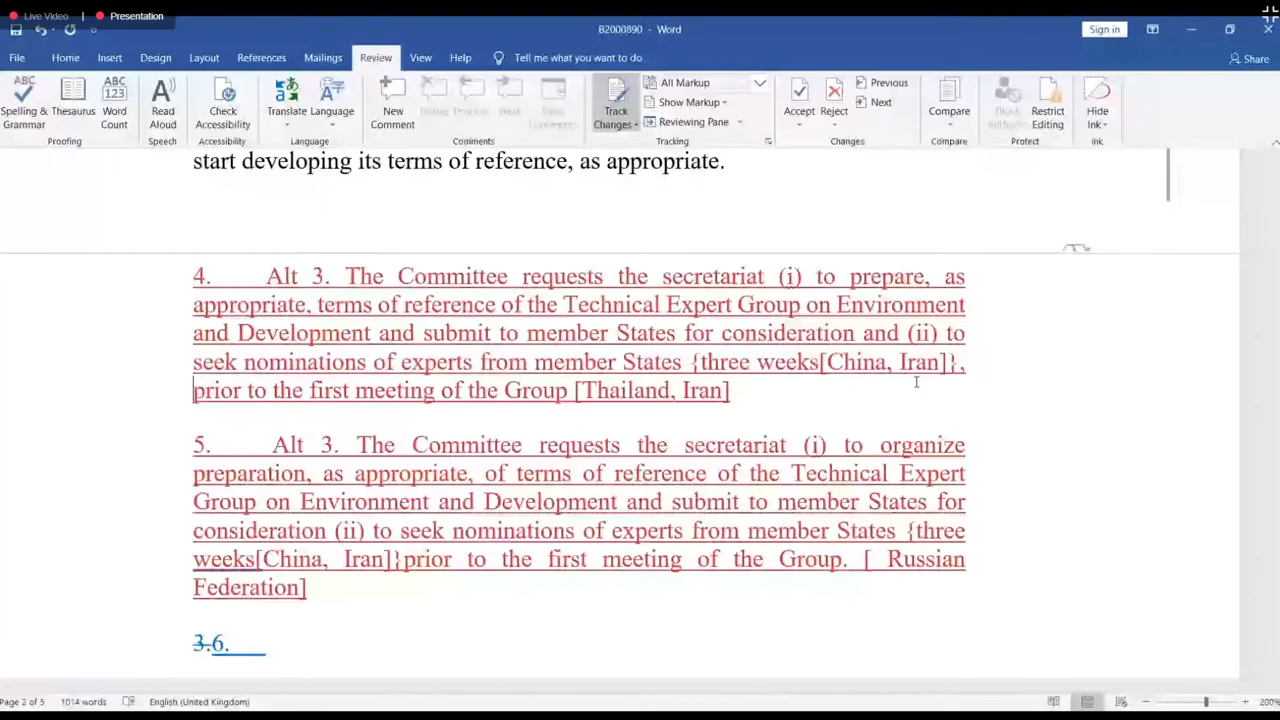 Live Video | Presentation
B2000890 - Word
Sign in
File Home Insert Design Layout References Mailings Review View Help Tell me what you want to do Share
ABC Spelling & Grammar
Thesaurus
ABC 123 Word Count
Read Aloud
Check Accessibility
Translate
Language
New Comment
Track Changes
All Markup
Show Markup
Reviewing Pane
Accept
Reject
Previous
Next
Compare
Restrict Editing
Hide Ink
Proofing Speech Accessibility Language Comments Tracking Changes Compare Protect Ink
start developing its terms of reference, as appropriate.
4. Alt 3. The Committee requests the secretariat (i) to prepare, as
appropriate, terms of reference of the Technical Expert Group on Environment
and Development and submit to member States for consideration and (ii) to
seek nominations of experts from member States {three weeks[China, Iran]},
prior to the first meeting of the Group [Thailand, Iran]
5. Alt 3. The Committee requests the secretariat (i) to organize
preparation, as appropriate, of terms of reference of the Technical Expert
Group on Environment and Development and submit to member States for
consideration (ii) to seek nominations of experts from member States {three
weeks[China, Iran]}prior to the first meeting of the Group. [ Russian
Federation]
3.6.
Page 2 of 5 1014 words English (United Kingdom) 200%